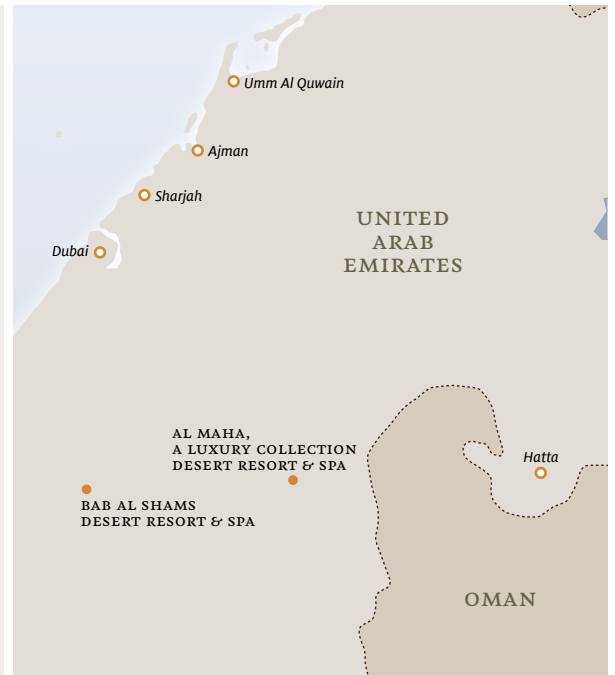 Umm Al Quwain
Ajman
Sharjah
UNITED
ARAB
EMIRATES
Dubai
AL MAHA,
A LUXURY COLLECTION
DESERT RESORT & SPA
Hatta
BAB AL SHAMS
DESERT RESORT & SPA
OMAN